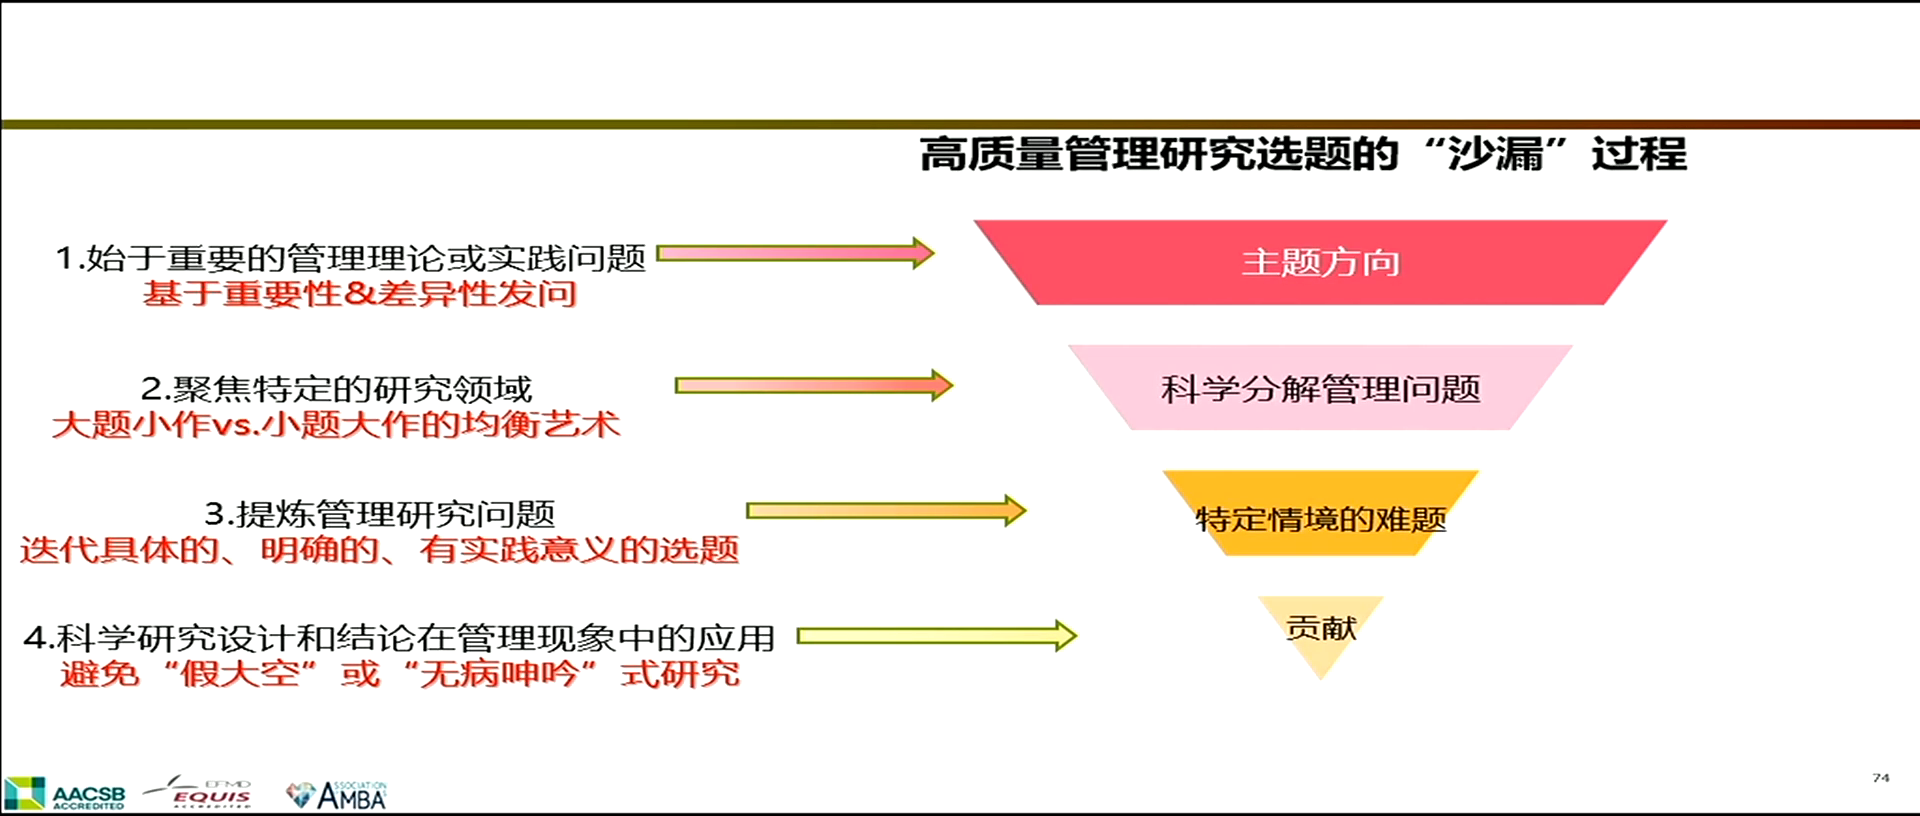 高质量管理研究选题的“沙漏”过程
1.始于重要的管理理论或实践问题
基于重要性&差异性发问
主题方向
2.聚焦特定的研究领域
大题小作vs.小题大作的均衡艺术
科学分解管理问题
3.提炼管理研究问题
迭代具体的、明确的、有实践意义的选题
特定情境的难题
4.科学研究设计和结论在管理现象中的应用
避免“假大空”或“无病呻吟”式研究
贡献
AACSB
ACCREDITED
EFMD
EQUIS
ACCREDITED
ASSOCIATION
AMBA
74